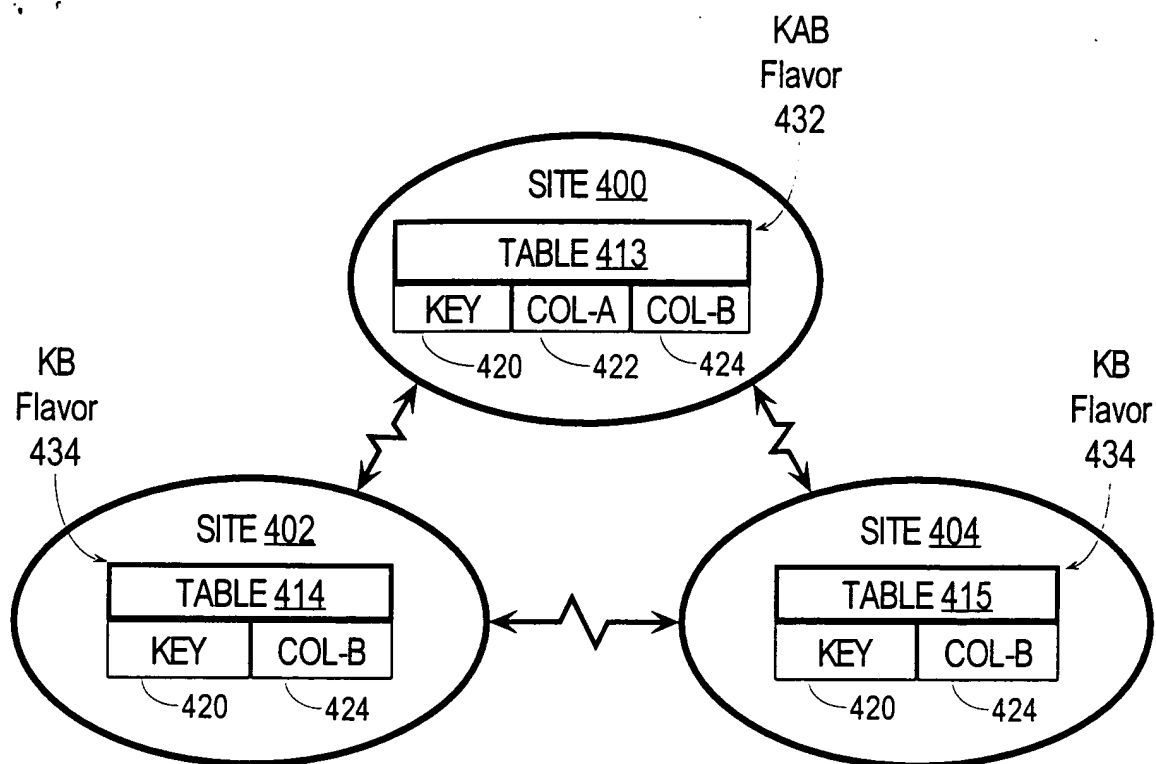 KAB
Flavor
432
SITE 400
TABLE 413
KEY COL-A COL-B
420 422 424
KB
Flavor
434
KB
Flavor
434
SITE 402
TABLE 414
KEY COL-B
420 424
SITE 404
TABLE 415
KEY COL-B
420 424